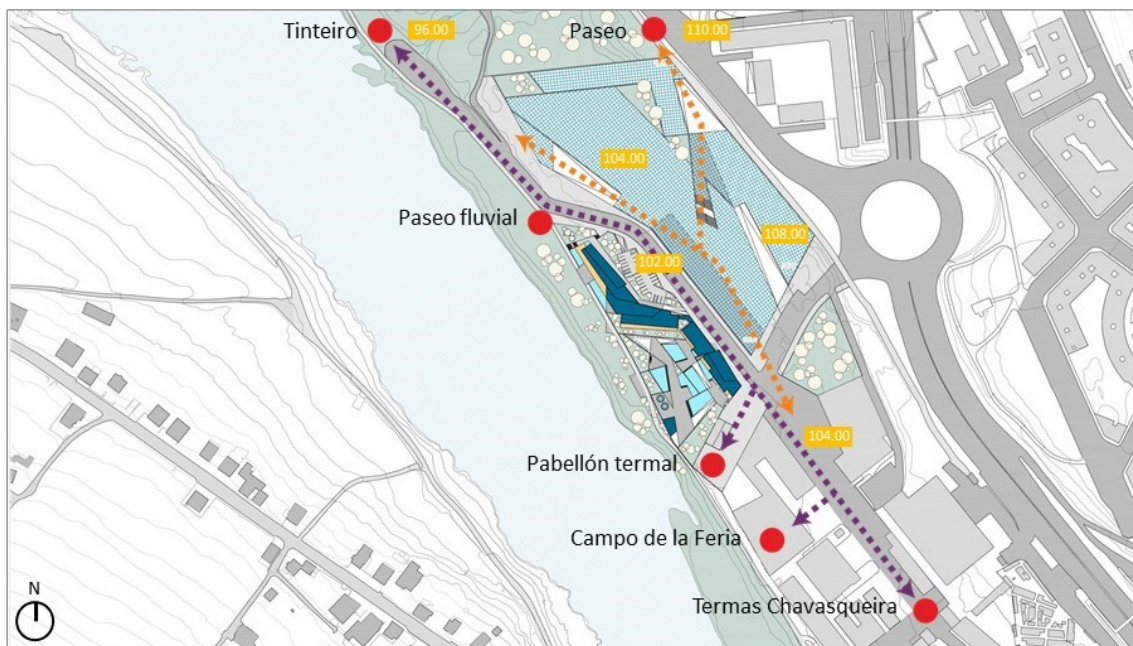 Tinteiro
96.00
Paseo
110.00
104.00
Paseo fluvial
108.00
102.00
104.00
Pabellón termal
Campo de la Feria
Termas Chavasqueira
N